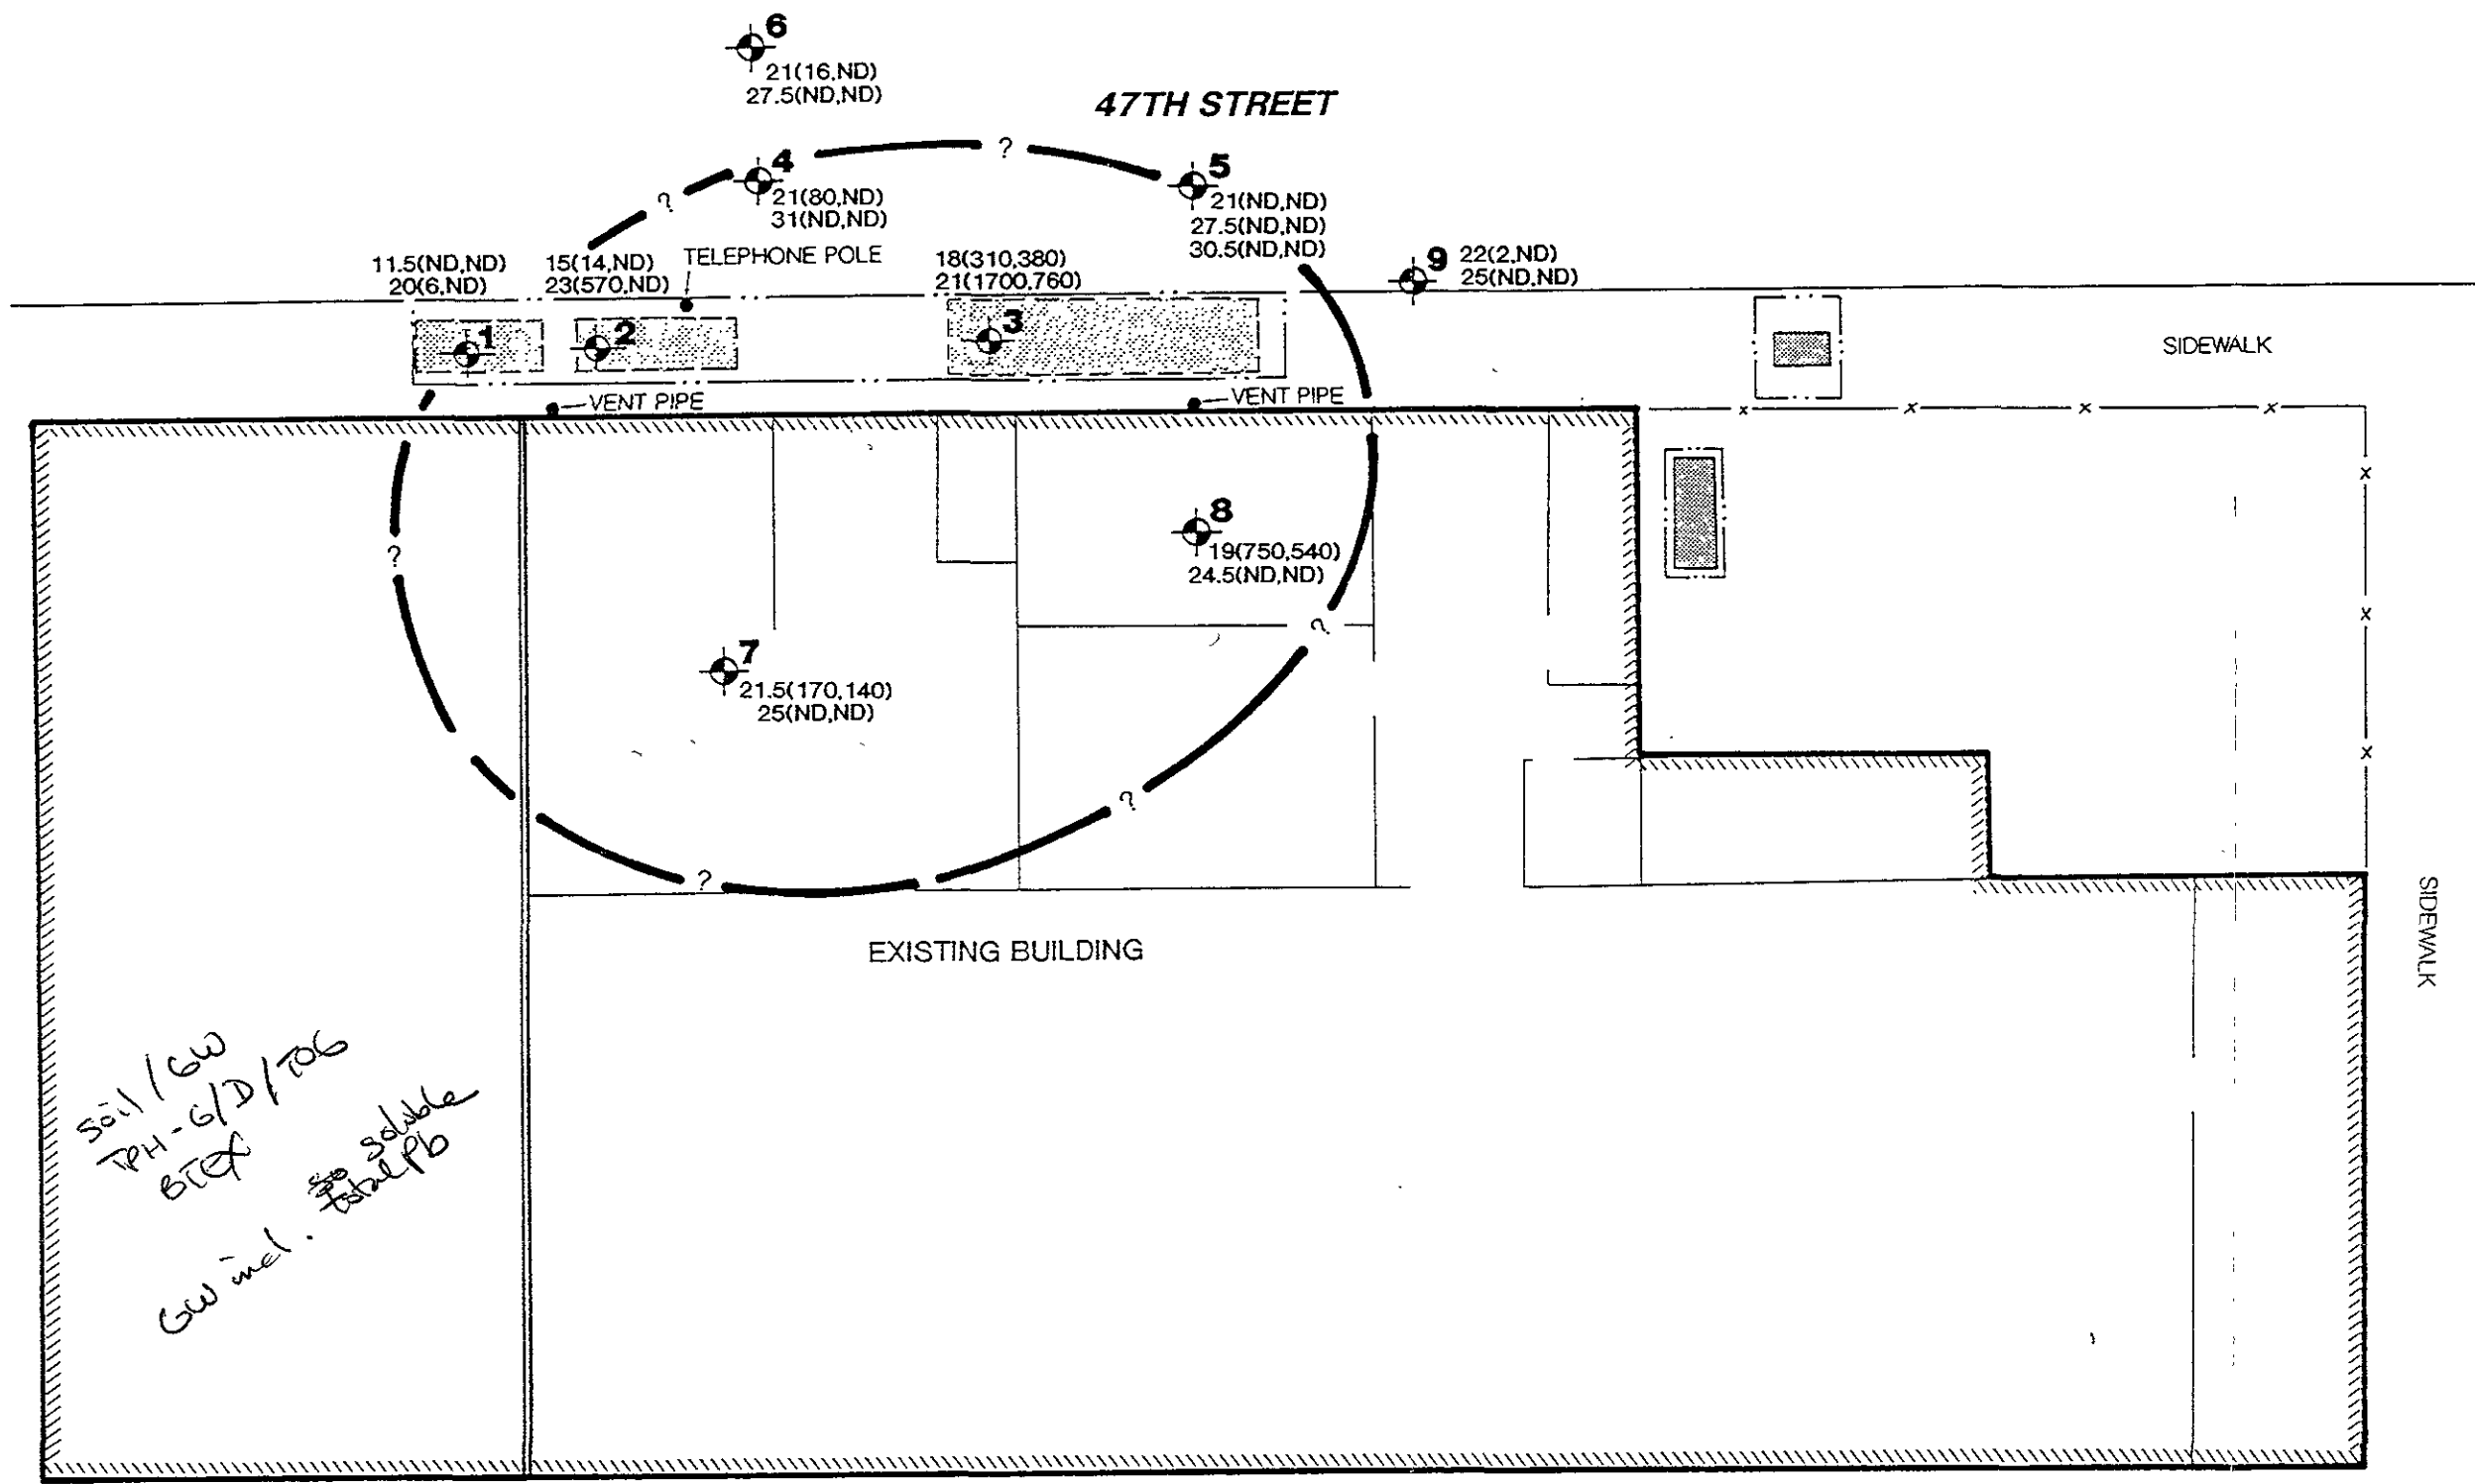 6
21(16,ND)
27.5(ND,ND)
47TH STREET
?
4
21(80,ND)
31(ND,ND)
?
5
21(ND,ND)
27.5(ND,ND)
30.5(ND,ND)
11.5(ND,ND)
20(6,ND)
15(14,ND)
23(570,ND)
TELEPHONE POLE
18(310,380)
21(1700,760)
9
22(2,ND)
25(ND,ND)
1
2
3
SIDEWALK
VENT PIPE
VENT PIPE
x x x x
x
x
x
8
19(750,540)
24.5(ND,ND)
?
?
7
21.5(170,140)
25(ND,ND)
?
?
EXISTING BUILDING
SIDEWALK
Soil / GW
TPH - G/D / TOG
BTEX
GW incl. soluble
total Pb